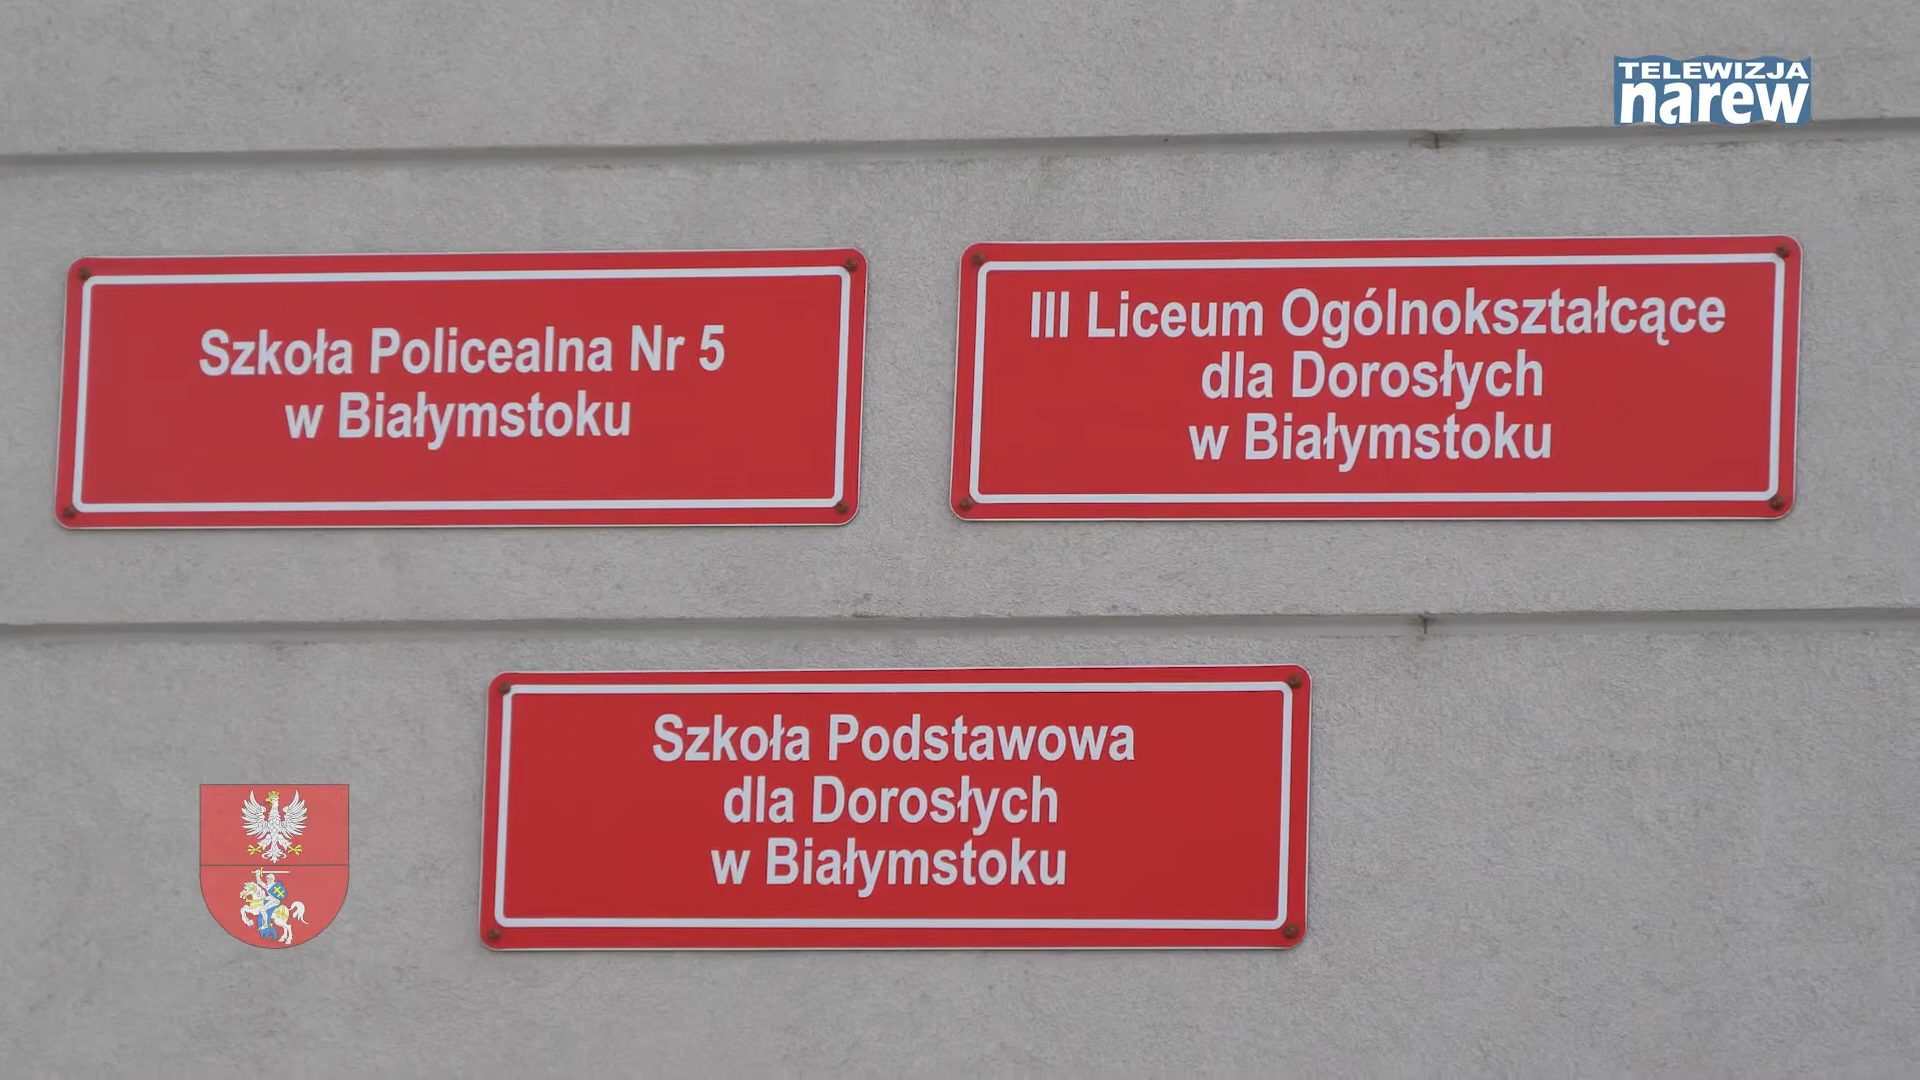 TELEWIZJA
narew
Szkoła Policealna Nr 5
w Białymstoku
III Liceum Ogólnokształcące
dla Dorosłych
w Białymstoku
Szkoła Podstawowa
dla Dorosłych
w Białymstoku